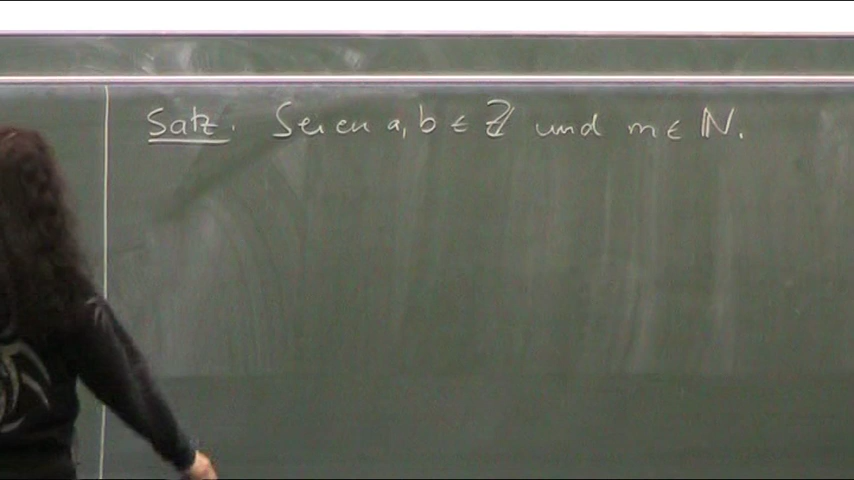 Satz. Seien a, b ∈ ℤ und m ∈ ℕ.